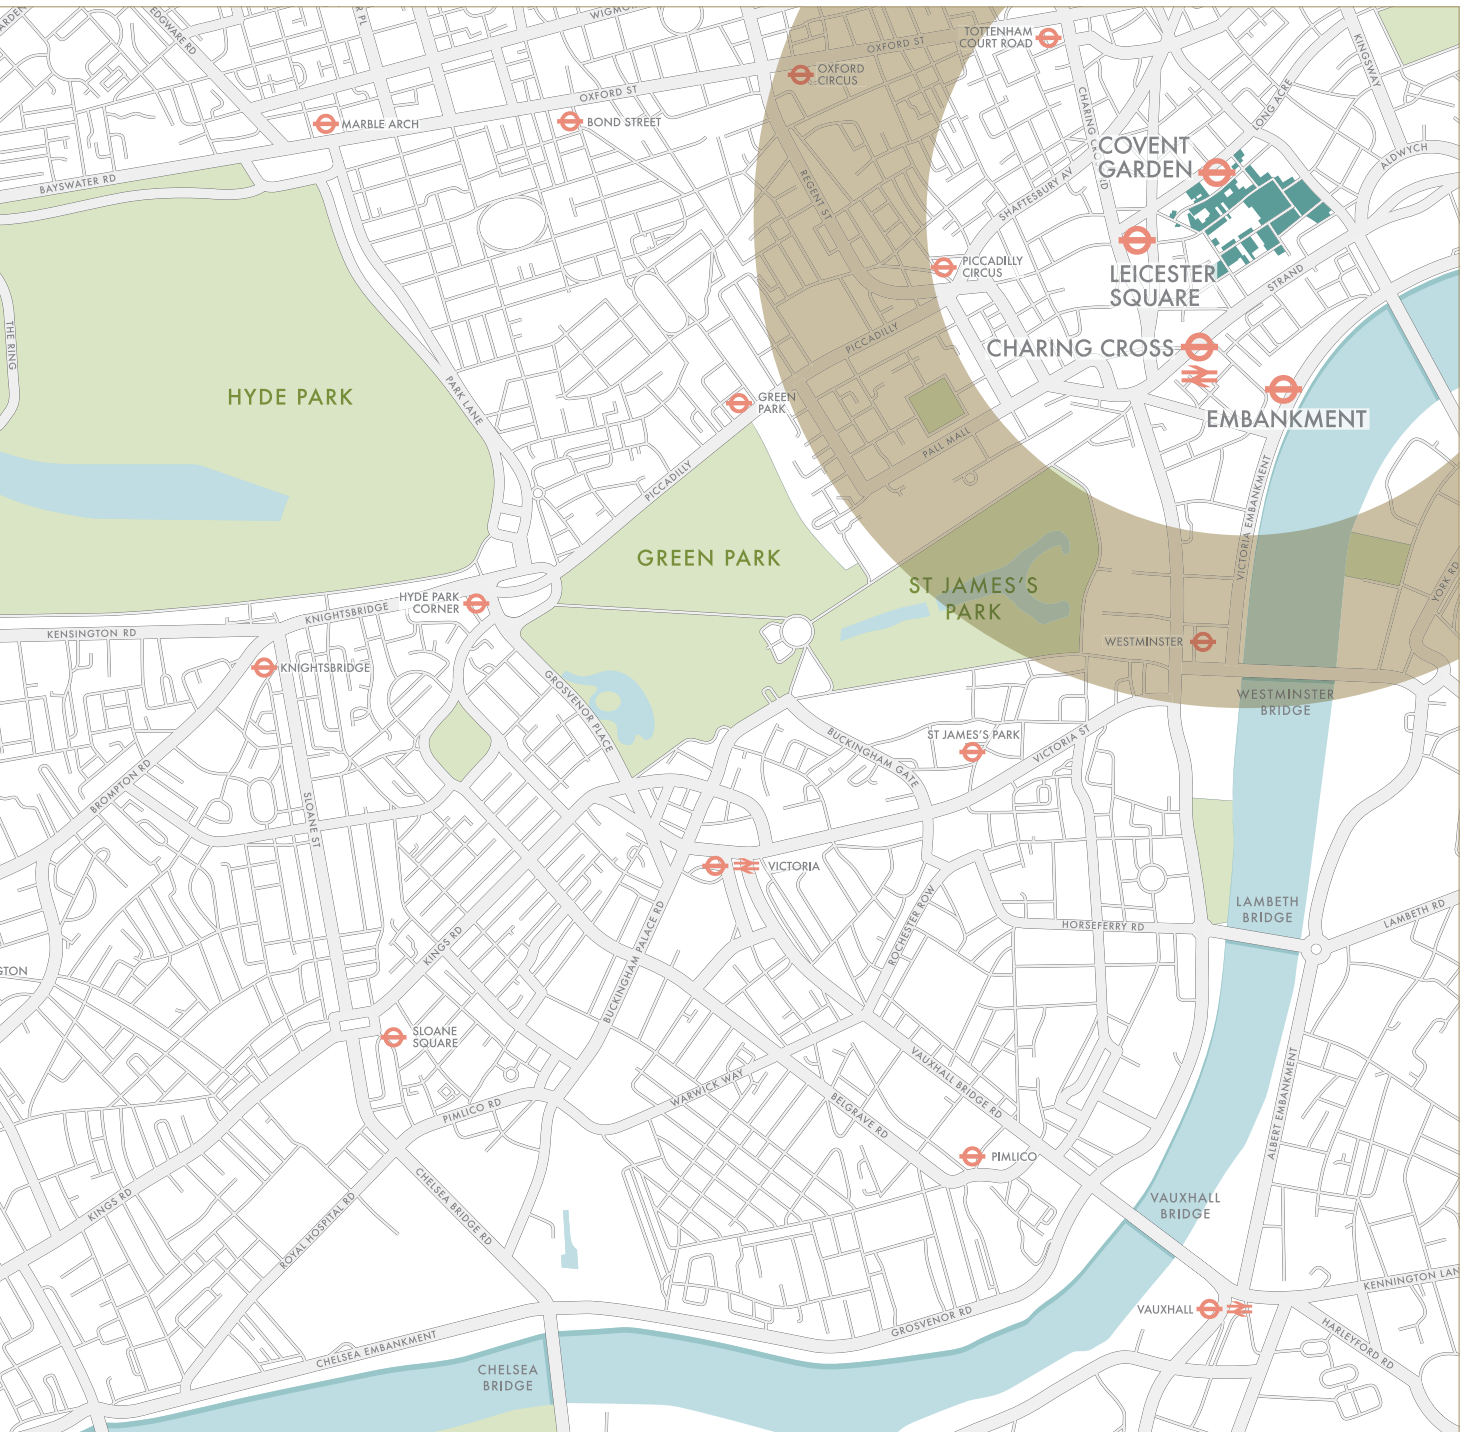 EDGWARE RD
WIGMO
OXFORD ST
TOTTENHAM
COURT ROAD
KINGSWAY
OXFORD
CIRCUS
OXFORD ST
MARBLE ARCH
BOND STREET
CHARING CROSS RD
LONG ACRE
COVENT
GARDEN
ALDWYCH
BAYSWATER RD
REGENT ST
SHAFTESBURY AV
LEICESTER
SQUARE
PICCADILLY
CIRCUS
STRAND
THE RING
PICCADILLY
CHARING CROSS
HYDE PARK
PARK LANE
GREEN
PARK
EMBANKMENT
PALL MALL
PICCADILLY
VICTORIA EMBANKMENT
GREEN PARK
ST JAMES'S
PARK
YORK RD
HYDE PARK
CORNER
KNIGHTSBRIDGE
KENSINGTON RD
WESTMINSTER
KNIGHTSBRIDGE
GROSVENOR PLACE
WESTMINSTER
BRIDGE
ST JAMES'S PARK
BUCKINGHAM GATE
VICTORIA ST
BROMPTON RD
SLOANE ST
VICTORIA
LAMBETH
BRIDGE
LAMBETH RD
HORSEFERRY RD
ROCHESTER ROW
KINGS RD
BUCKINGHAM PALACE RD
GTON
SLOANE
SQUARE
VAUXHALL BRIDGE RD
WARWICK WAY
PIMLICO RD
BELGRAVE RD
ALBERT EMBANKMENT
PIMLICO
KINGS RD
CHELSEA BRIDGE RD
ROYAL HOSPITAL RD
VAUXHALL
BRIDGE
KENNINGTON LAN
VAUXHALL
GROSVENOR RD
HARLEYFORD RD
CHELSEA EMBANKMENT
CHELSEA
BRIDGE